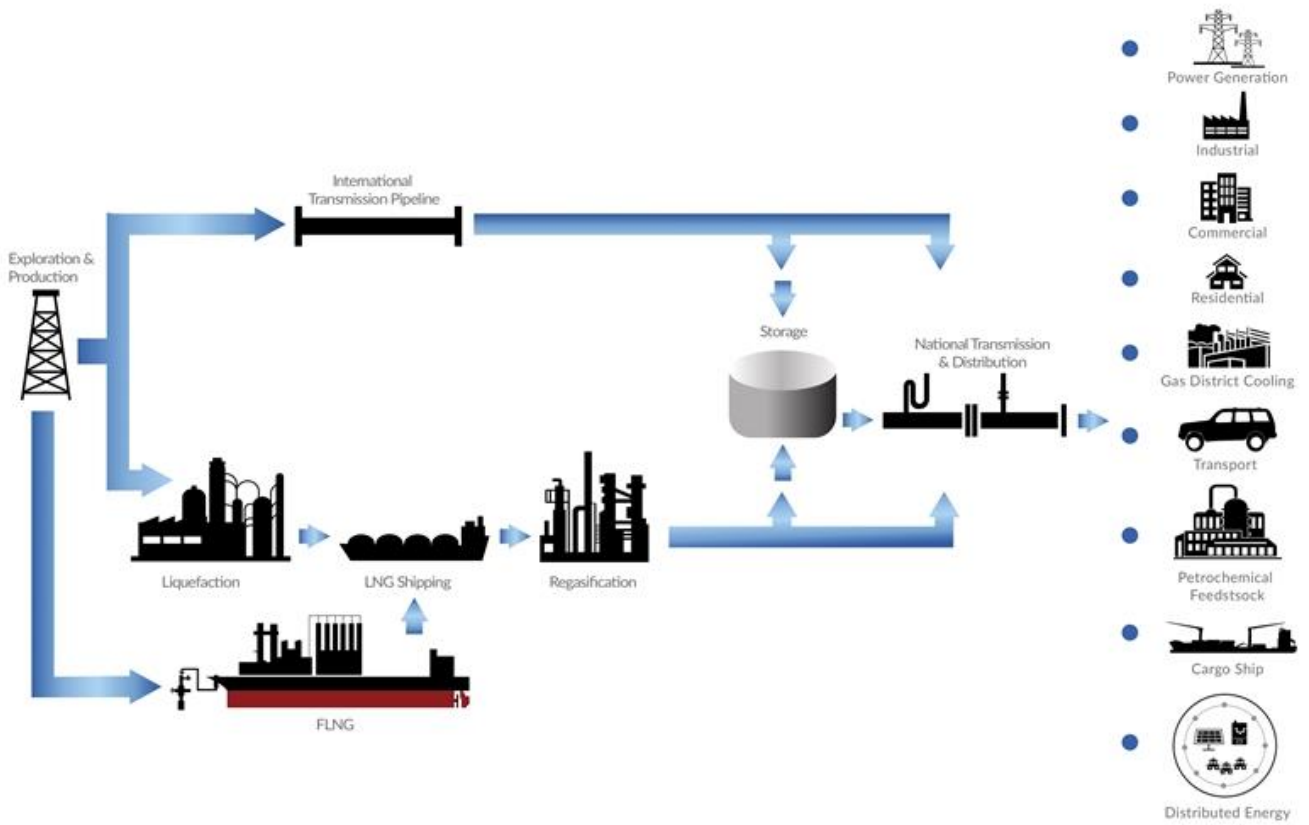 Power Generation
Industrial
International
Transmission Pipeline
Commercial
Exploration &
Production
Residential
Storage
National Transmission
& Distribution
Gas District Cooling
Transport
Liquefaction
LNG Shipping
Regasification
Petrochemical
Feedstsock
Cargo Ship
FLNG
Distributed Energy